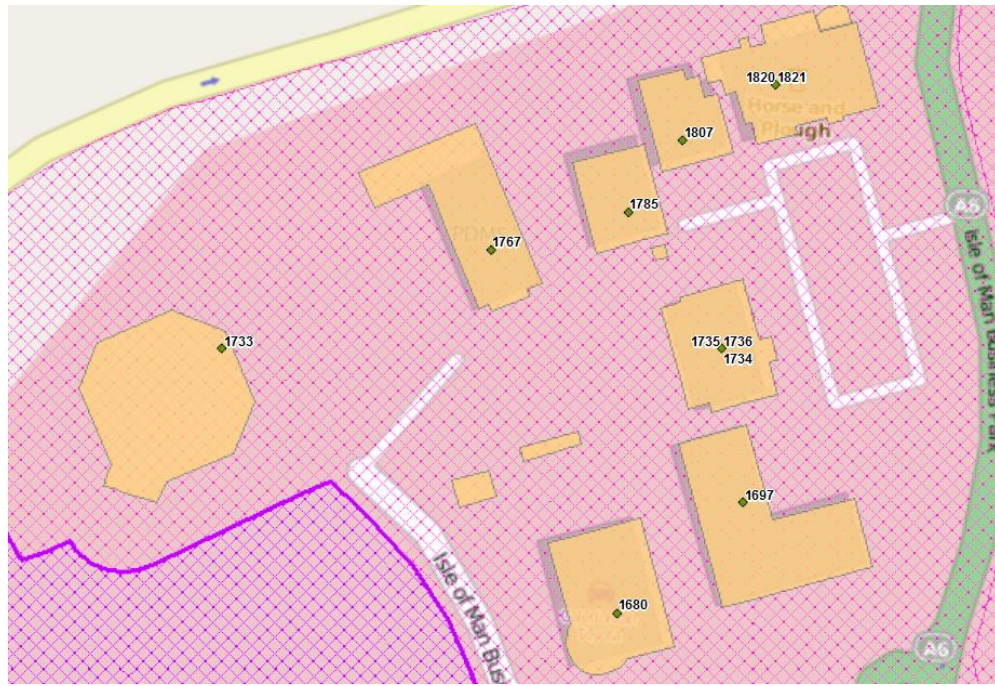 1820 1821
Horse and
Plough
1807
1785
A6
1767
PDMS
Isle of Man Business Park
1733
1735 1736
1734
1697
Isle of Man Bus
1680
A6